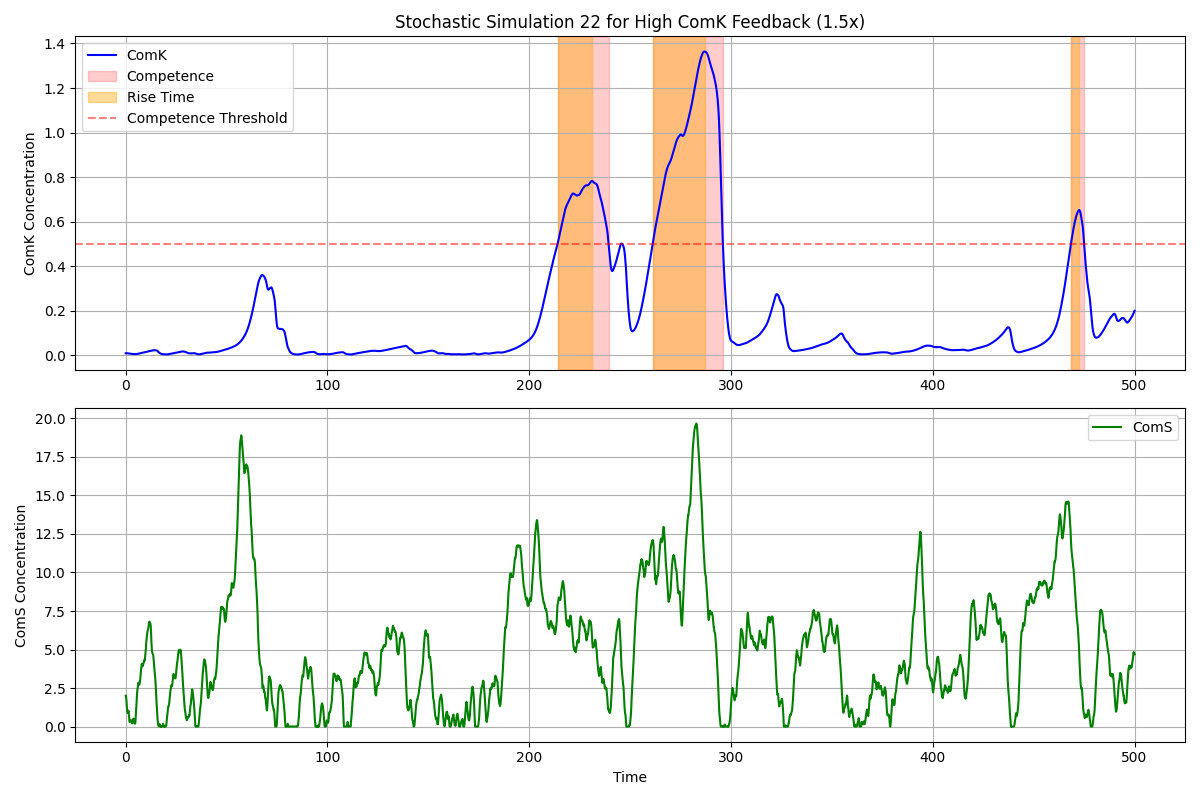 Stochastic Simulation 22 for High ComK Feedback (1.5x)
ComK Concentration
1.4
1.2
1.0
0.8
0.6
0.4
0.2
0.0
ComK
Competence
Rise Time
Competence Threshold
0 100 200 300 400 500
ComS Concentration
20.0
17.5
15.0
12.5
10.0
7.5
5.0
2.5
0.0
ComS
0 100 200 300 400 500
Time